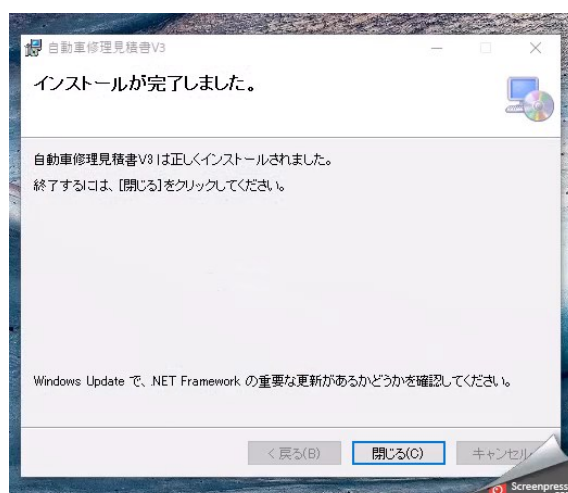 自動車修理見積書V3
インストールが完了しました。
自動車修理見積書V3 は正しくインストールされました。
終了するには、[閉じる]をクリックしてください。
Windows Update で、.NET Framework の重要な更新があるかどうかを確認してください。
< 戻る(B)
閉じる(C)
キャンセル
Screenpress